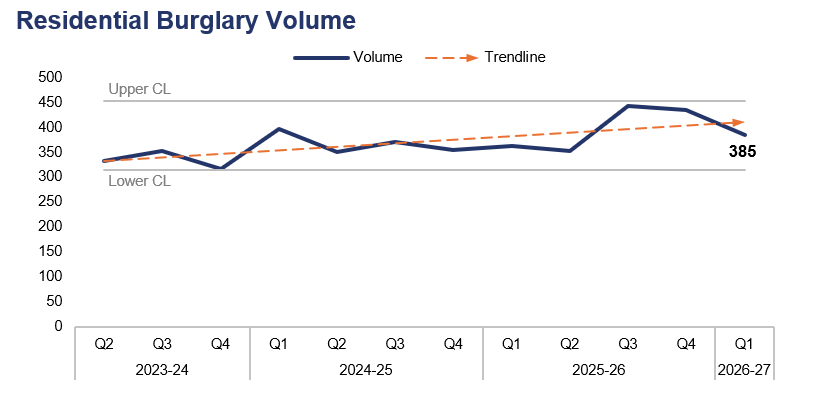 Residential Burglary Volume
Volume Trendline
500
Upper CL
450
400
350
385
300
Lower CL
250
200
150
100
50
0
Q2 Q3 Q4 Q1 Q2 Q3 Q4 Q1 Q2 Q3 Q4 Q1
2023-24 2024-25 2025-26 2026-27